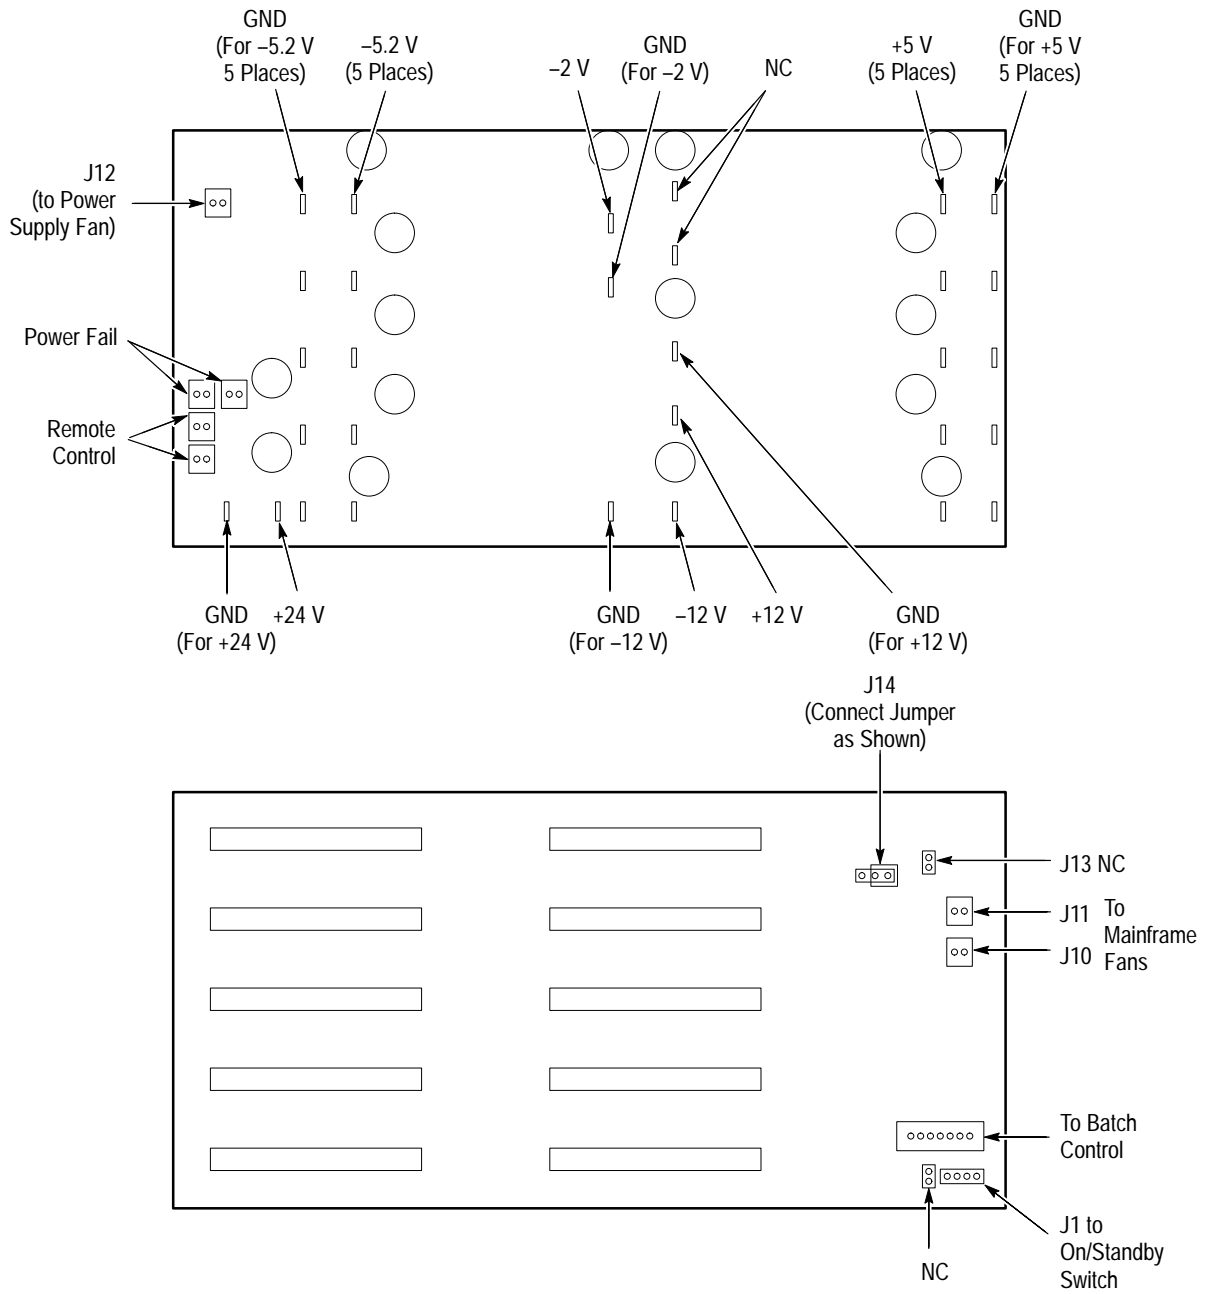 GND
(For –5.2 V
5 Places)
–5.2 V
(5 Places)
–2 V
GND
(For –2 V)
NC
+5 V
(5 Places)
GND
(For +5 V
5 Places)
J12
(to Power
Supply Fan)
Power Fail
Remote
Control
GND
(For +24 V)
+24 V
GND
(For –12 V)
–12 V
+12 V
GND
(For +12 V)
J14
(Connect Jumper
as Shown)
J13 NC
J11
J10
To
Mainframe
Fans
To Batch
Control
J1 to
On/Standby
Switch
NC